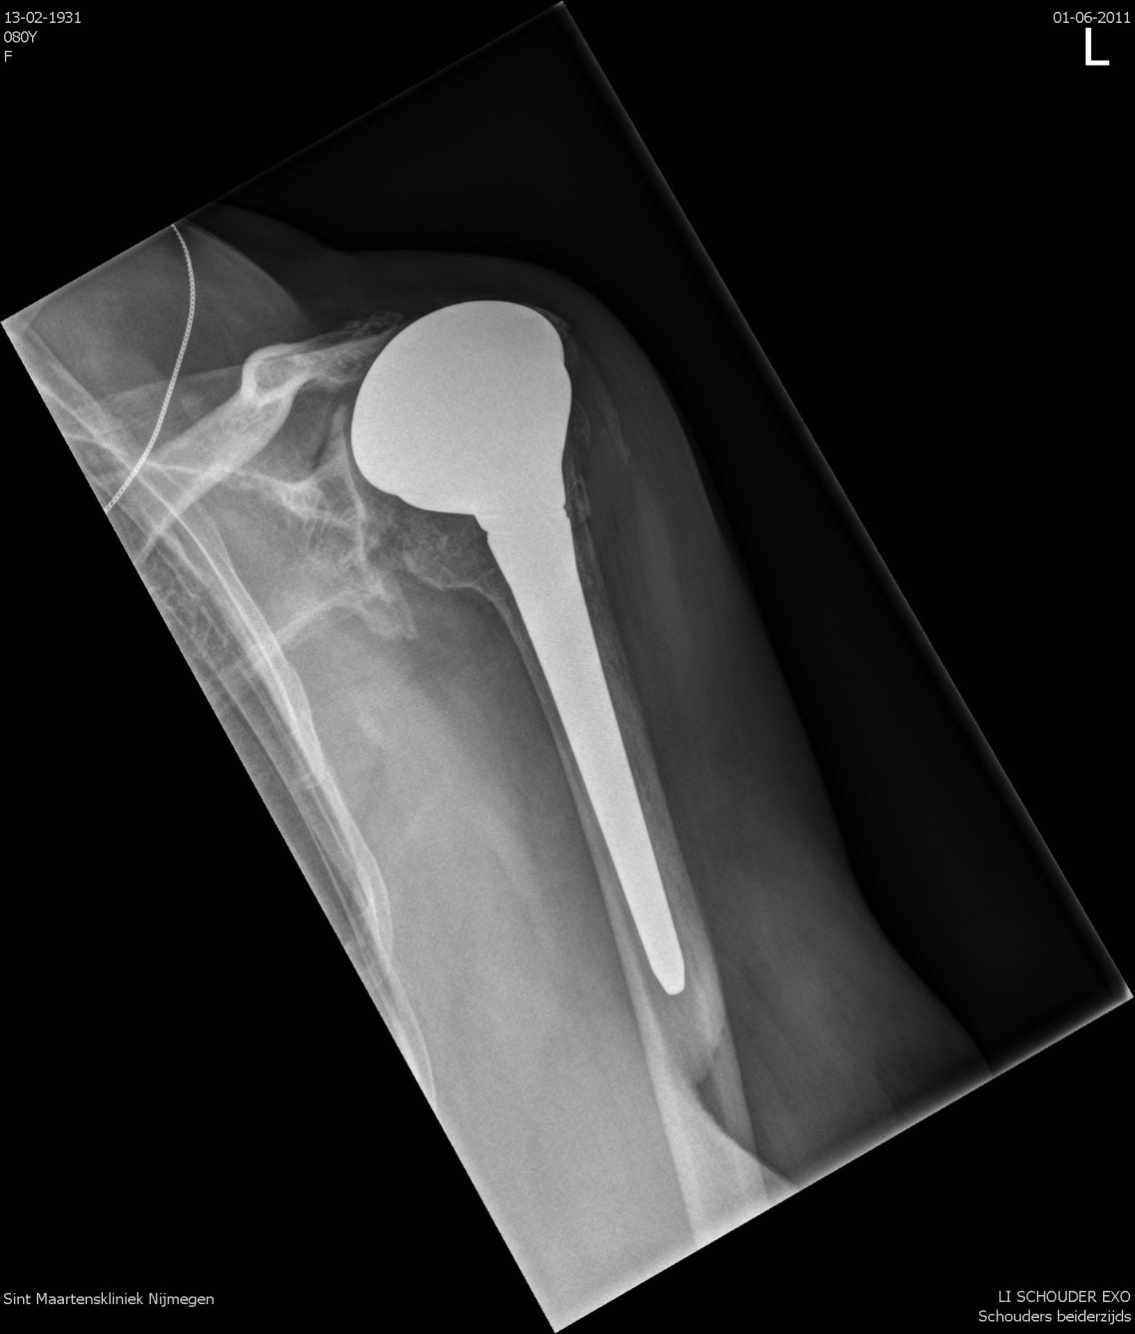 13-02-1931
080Y
F
01-06-2011
L
Sint Maartenskliniek Nijmegen
LI SCHOUDER EXO
Schouders beiderzijds